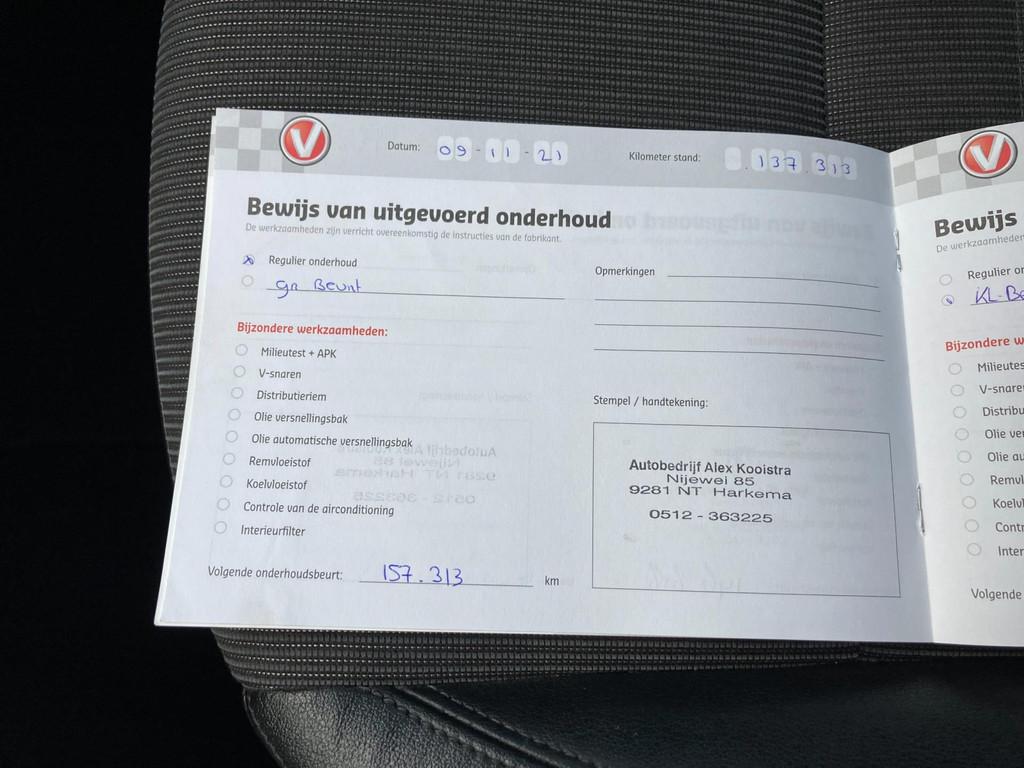 V
Datum: 09-11-21
Kilometer stand: .137.313
Bewijs van uitgevoerd onderhoud
De werkzaamheden zijn verricht overeenkomstig de instructies van de fabrikant.
Regulier onderhoud
gr Beurt
Opmerkingen
Bijzondere werkzaamheden:
Milieutest + APK
V-snaren
Distributieriem
Olie versnellingsbak
Olie automatische versnellingsbak
Remvloeistof
Koelvloeistof
Controle van de airconditioning
Interieurfilter
Volgende onderhoudsbeurt: 157.313 km
Stempel / handtekening:
Autobedrijf Alex Kooistra
Nijewei 85
9281 NT Harkema
0512 - 363225
V
Bewijs
De werkzaamheden
Regulier on
KL-Be
Bijzondere w
Milieutes
V-snaren
Distribu
Olie ver
Olie au
Remvl
Koelvl
Contr
Inter
Volgende